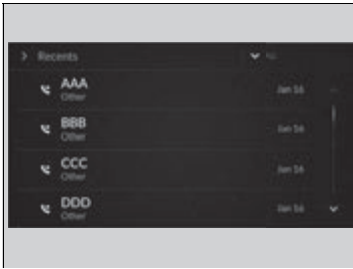 Recents
AAA
Other
Jan 16
BBB
Other
Jan 16
CCC
Other
Jan 16
DDD
Other
Jan 16